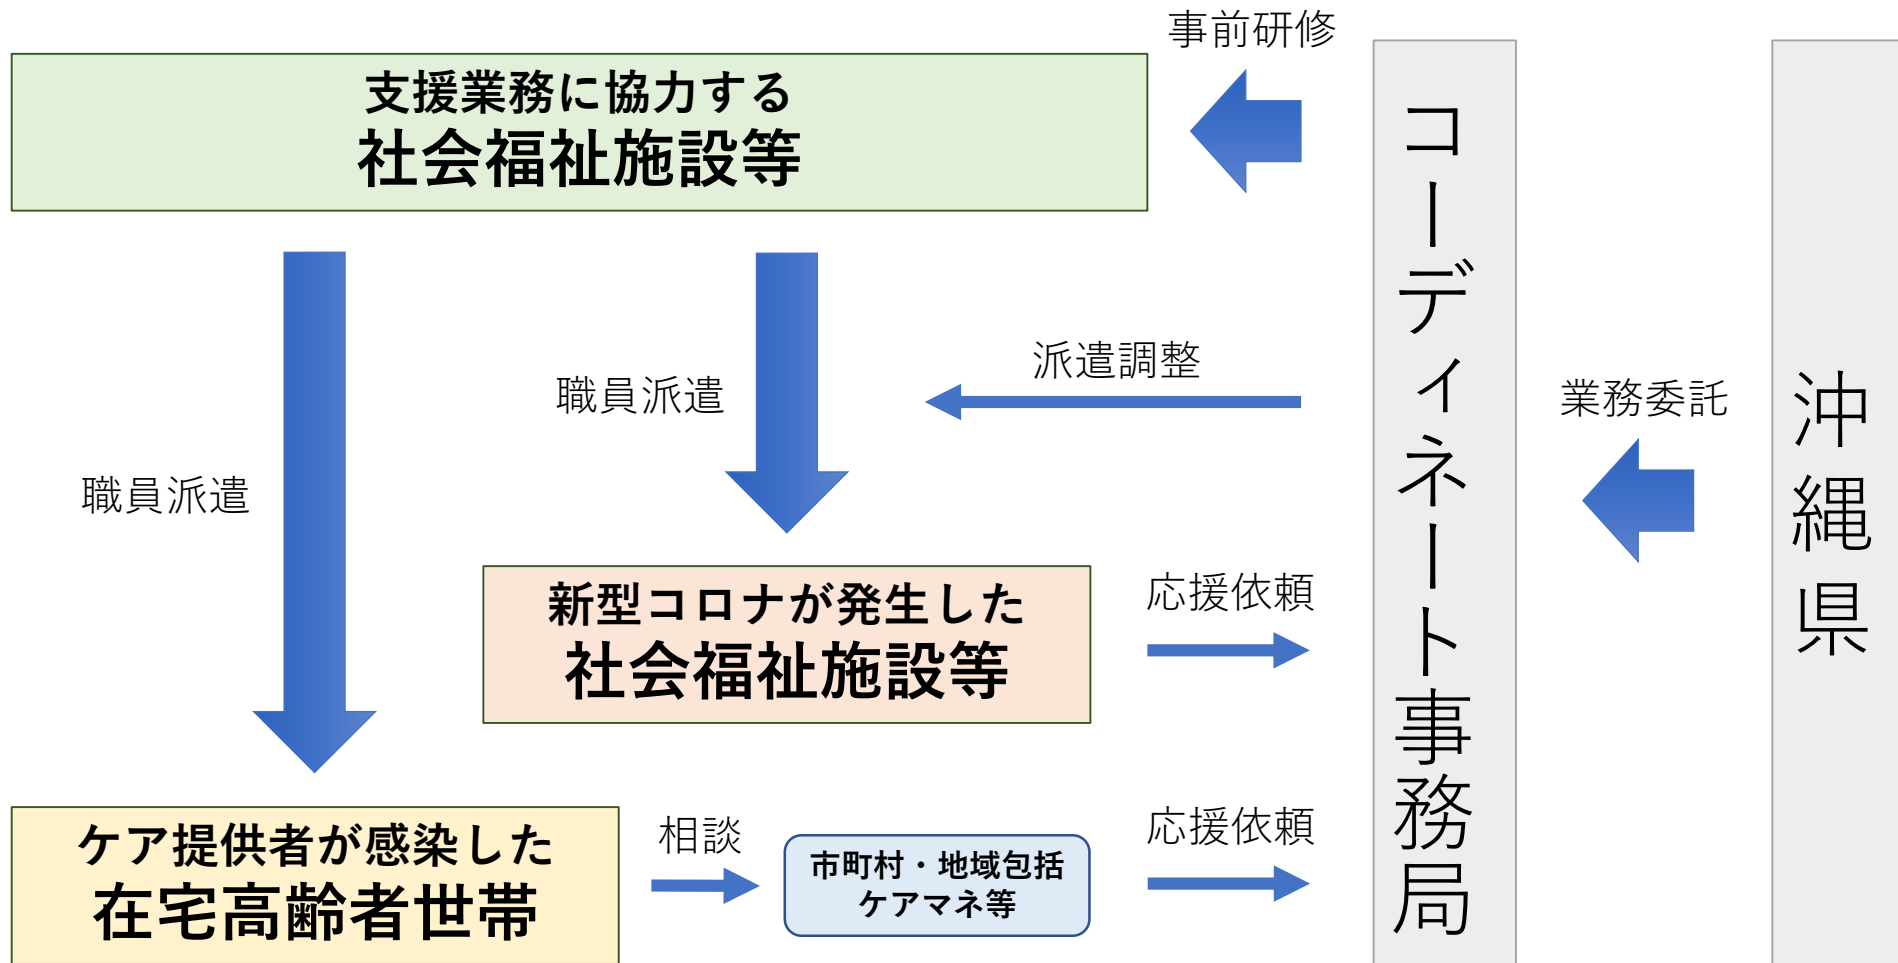 事前研修
支援業務に協力する
社会福祉施設等
コーディネート事務局
沖縄県
派遣調整
職員派遣
業務委託
職員派遣
新型コロナが発生した
社会福祉施設等
応援依頼
ケア提供者が感染した
在宅高齢者世帯
相談
市町村・地域包括
ケアマネ等
応援依頼